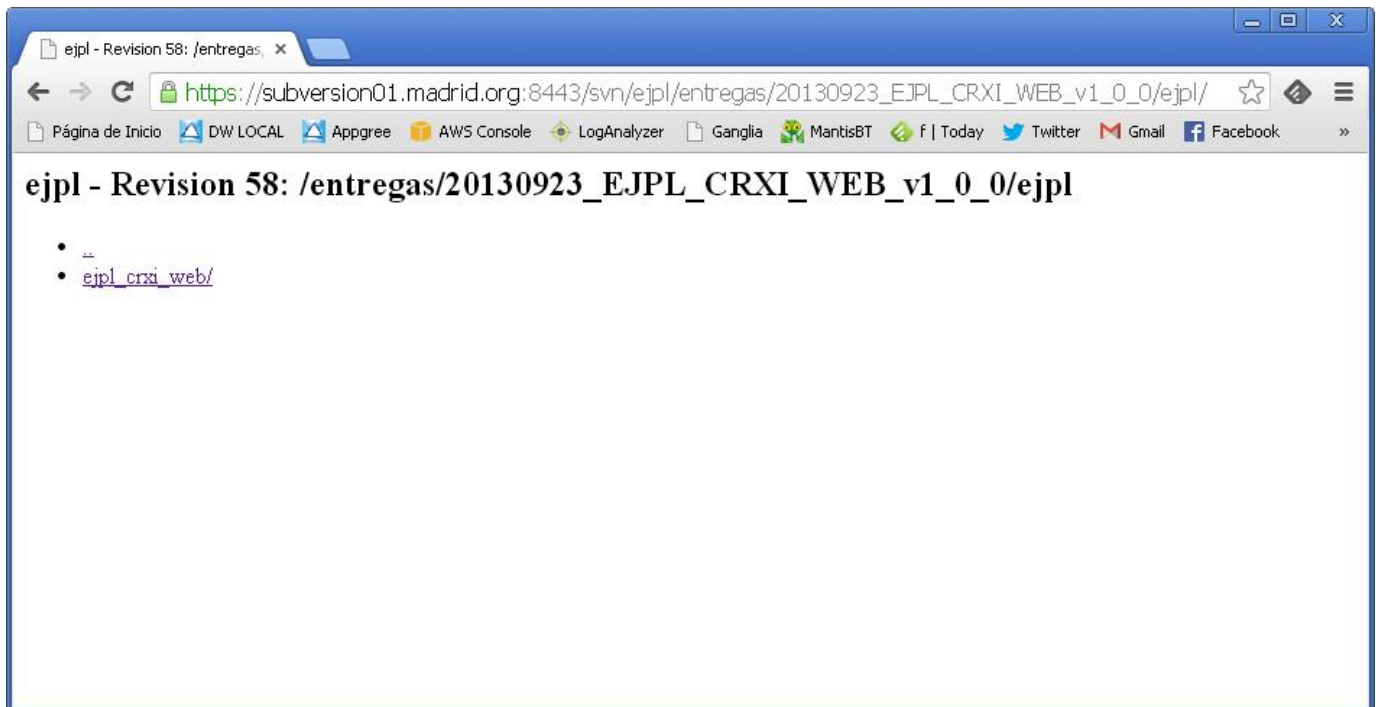 ejpl - Revision 58: /entregas,
https://subversion01.madrid.org:8443/svn/ejpl/entregas/20130923_EJPL_CRXI_WEB_v1_0_0/ejpl/
Página de Inicio DW LOCAL Appgree AWS Console LogAnalyzer Ganglia MantisBT f | Today Twitter Gmail Facebook »
ejpl - Revision 58: /entregas/20130923_EJPL_CRXI_WEB_v1_0_0/ejpl
• ..
• ejpl_crxi_web/